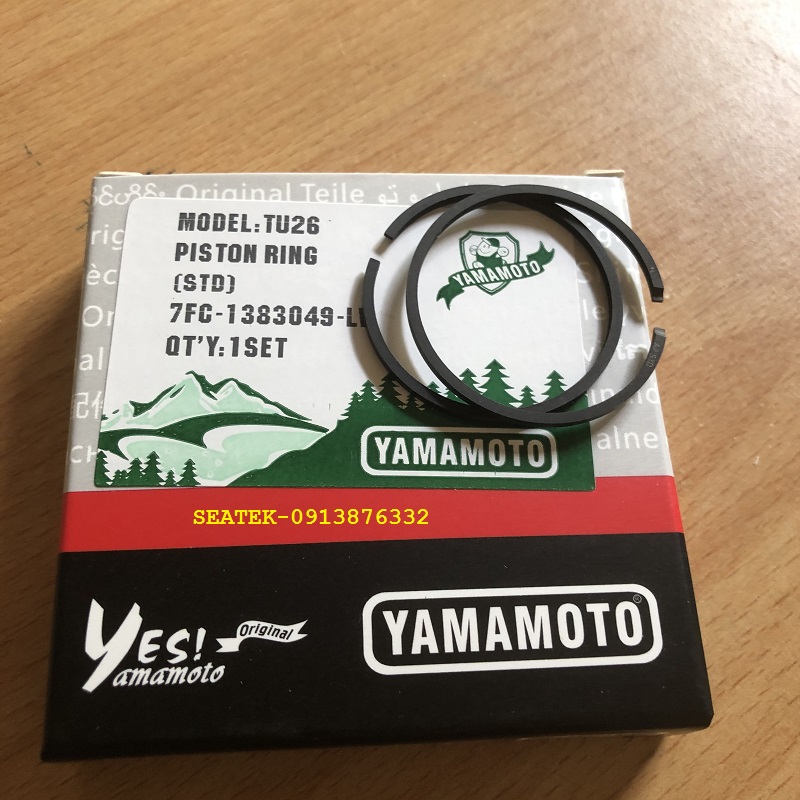 Original Teile
MODEL:TU26
PISTON RING
(STD)
7FC-1383049-L
QT'Y:1SET
YAMAMOTO
YAMAMOTO
alne
SEATEK-0913876332
YES! Original
Yamamoto
YAMAMOTO®